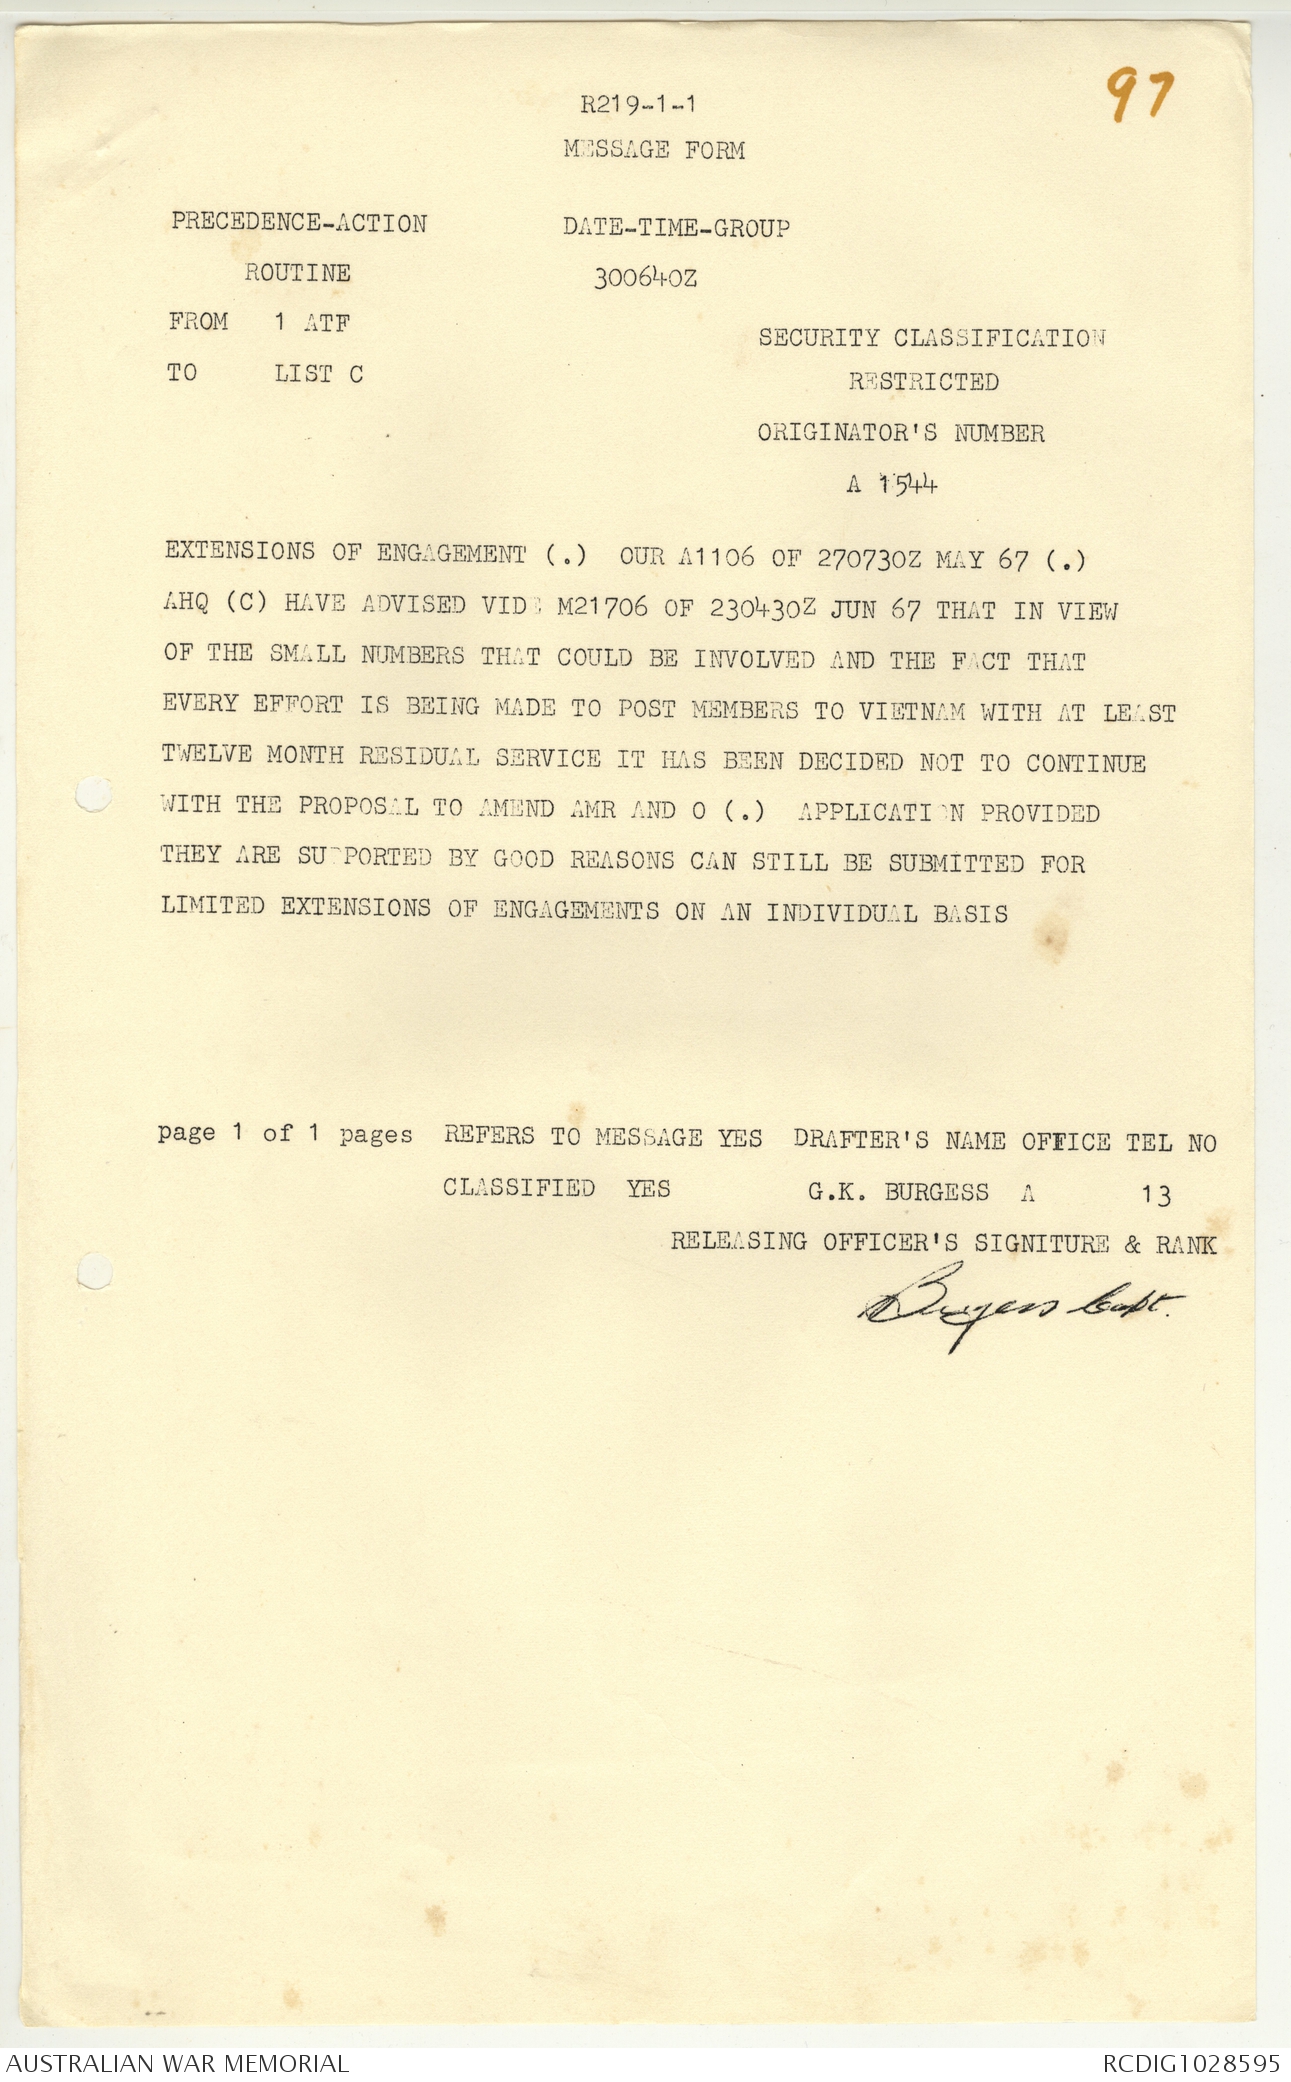 97
R219-1-1
MESSAGE FORM
PRECEDENCE-ACTION DATE-TIME-GROUP
ROUTINE 300640Z
FROM 1 ATF
SECURITY CLASSIFICATION
TO LIST C
RESTRICTED
ORIGINATOR'S NUMBER
A 1544
EXTENSIONS OF ENGAGEMENT (.) OUR A1106 OF 270730Z MAY 67 (.)
AHQ (C) HAVE ADVISED VIDE M21706 OF 230430Z JUN 67 THAT IN VIEW
OF THE SMALL NUMBERS THAT COULD BE INVOLVED AND THE FACT THAT
EVERY EFFORT IS BEING MADE TO POST MEMBERS TO VIETNAM WITH AT LEAST
TWELVE MONTH RESIDUAL SERVICE IT HAS BEEN DECIDED NOT TO CONTINUE
WITH THE PROPOSAL TO AMEND AMR AND O (.) APPLICATION PROVIDED
THEY ARE SUPPORTED BY GOOD REASONS CAN STILL BE SUBMITTED FOR
LIMITED EXTENSIONS OF ENGAGEMENTS ON AN INDIVIDUAL BASIS
page 1 of 1 pages REFERS TO MESSAGE YES DRAFTER'S NAME OFFICE TEL NO
CLASSIFIED YES G.K. BURGESS A 13
RELEASING OFFICER'S SIGNITURE & RANK
Burgess Capt.
AUSTRALIAN WAR MEMORIAL RCDIG1028595